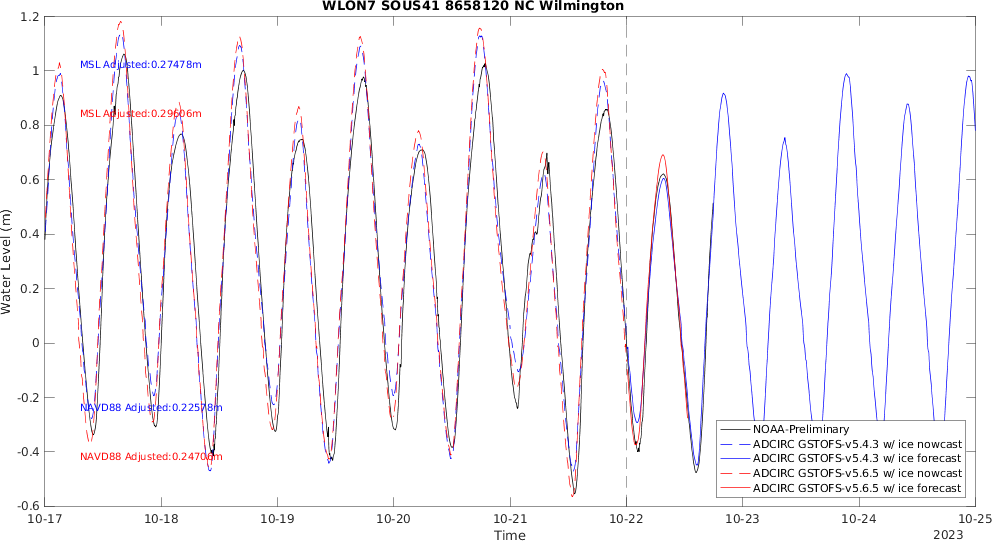 WLON7 SOUS41 8658120 NC Wilmington
1.2
1
0.8
0.6
0.4
0.2
0
-0.2
-0.4
-0.6
Water Level (m)
MSL Adjusted:0.27478m
MSL Adjusted:0.29606m
NAVD88 Adjusted:0.22578m
NAVD88 Adjusted:0.24706m
NOAA-Preliminary
ADCIRC GSTOFS-v5.4.3 w/ ice nowcast
ADCIRC GSTOFS-v5.4.3 w/ ice forecast
ADCIRC GSTOFS-v5.6.5 w/ ice nowcast
ADCIRC GSTOFS-v5.6.5 w/ ice forecast
10-17 10-18 10-19 10-20 10-21 10-22 10-23 10-24 10-25
Time
2023